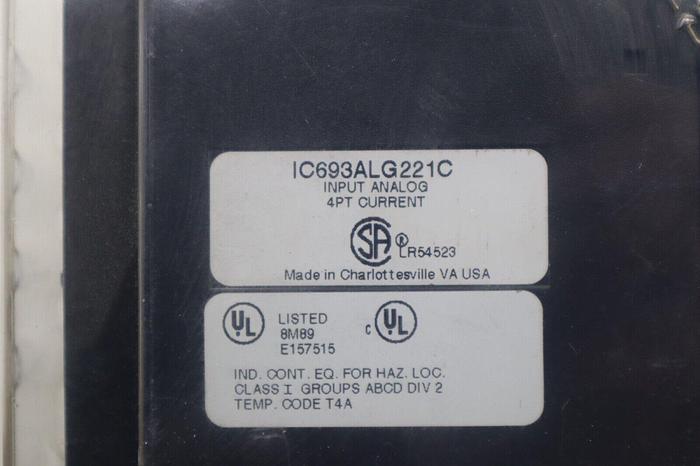 IC693ALG221C
INPUT ANALOG
4PT CURRENT
SA ® LR54523
Made in Charlottesville VA USA
UL LISTED C UL
8M89
E157515
IND. CONT. EQ. FOR HAZ. LOC.
CLASS I GROUPS ABCD DIV 2
TEMP. CODE T4A